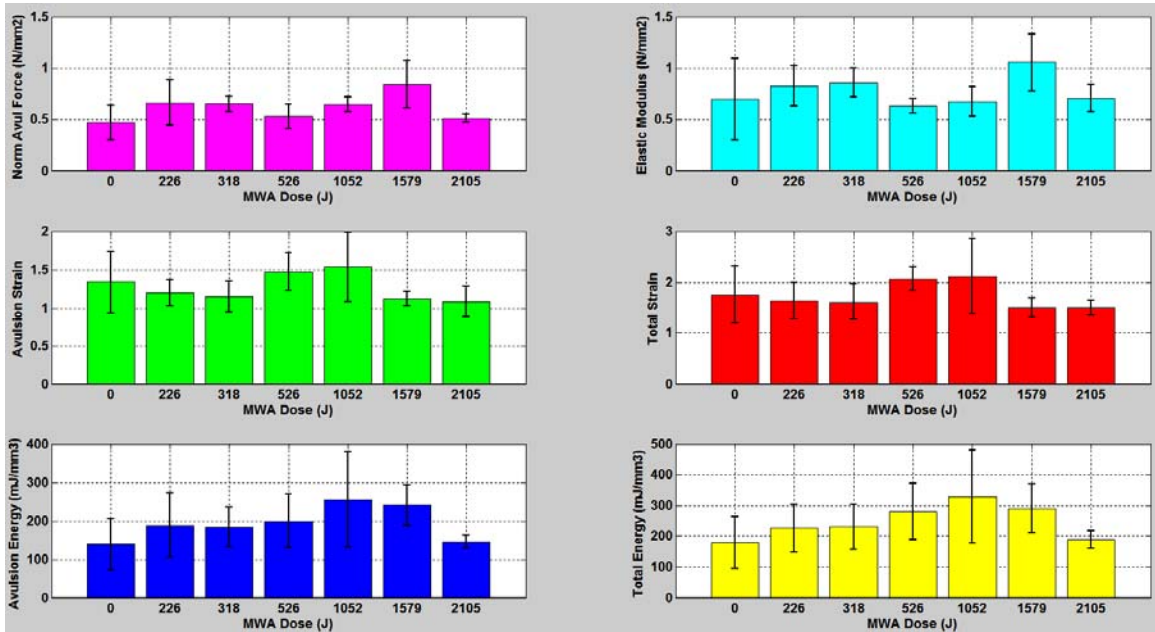 Norm Avul Force (N/mm2)
1.5
1
0.5
0
0 226 318 526 1052 1579 2105
MWA Dose (J)
Elastic Modulus (N/mm2)
1.5
1
0.5
0
0 226 318 526 1052 1579 2105
MWA Dose (J)
Avulsion Strain
2
1.5
1
0.5
0
0 226 318 526 1052 1579 2105
MWA Dose (J)
Total Strain
3
2
1
0
0 226 318 526 1052 1579 2105
MWA Dose (J)
Avulsion Energy (mJ/mm3)
400
300
200
100
0
0 226 318 526 1052 1579 2105
MWA Dose (J)
Total Energy (mJ/mm3)
500
400
300
200
100
0
0 226 318 526 1052 1579 2105
MWA Dose (J)